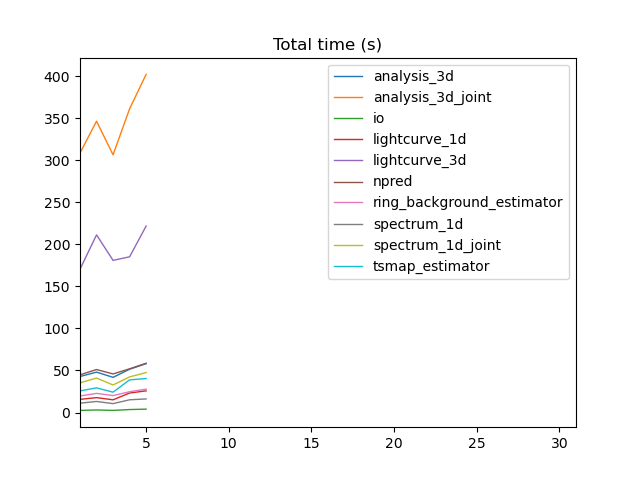 Total time (s)
400
350
300
250
200
150
100
50
0
analysis_3d
analysis_3d_joint
io
lightcurve_1d
lightcurve_3d
npred
ring_background_estimator
spectrum_1d
spectrum_1d_joint
tsmap_estimator
5 10 15 20 25 30